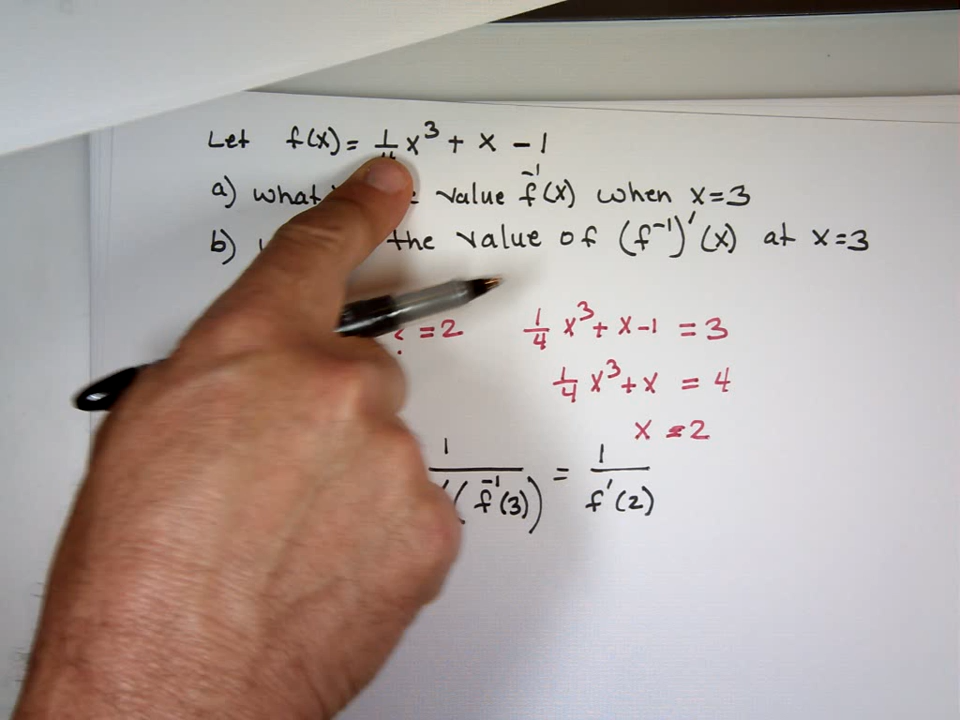 Let f(x) = 1/4 x³ + x - 1
a) what value f⁻¹(x) when x=3
b) the value of (f⁻¹)'(x) at x=3
= 2 1/4 x³ + x - 1 = 3
1/4 x³ + x = 4
x = 2
1/((f⁻¹(3)) = 1/f'(2)